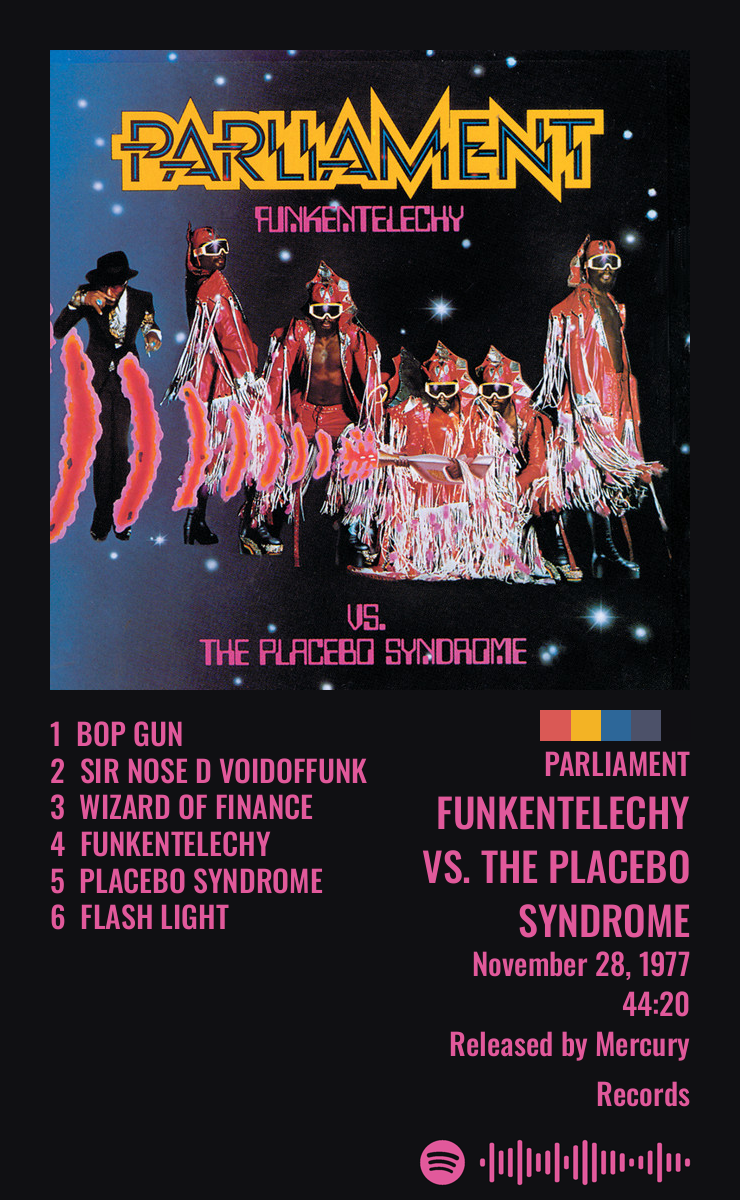 PARLIAMENT
FUNKENTELECHY
VS.
THE PLACEBO SYNDROME
1 BOP GUN
2 SIR NOSE D VOIDOFFUNK
3 WIZARD OF FINANCE
4 FUNKENTELECHY
5 PLACEBO SYNDROME
6 FLASH LIGHT
PARLIAMENT
FUNKENTELECHY
VS. THE PLACEBO
SYNDROME
November 28, 1977
44:20
Released by Mercury
Records